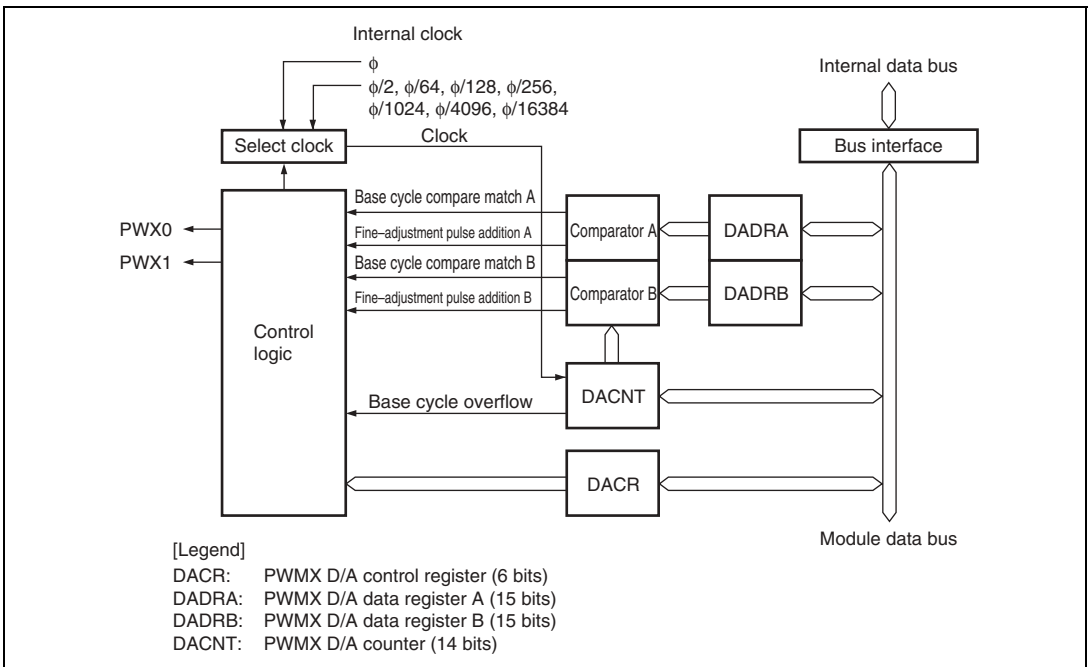 Internal clock
ϕ
ϕ/2, ϕ/64, ϕ/128, ϕ/256,
ϕ/1024, ϕ/4096, ϕ/16384
Internal data bus
Select clock
Clock
Bus interface
Base cycle compare match A
Fine–adjustment pulse addition A
Base cycle compare match B
Fine–adjustment pulse addition B
PWX0
PWX1
Comparator A
DADRA
Comparator B
DADRB
Control
logic
DACNT
Base cycle overflow
DACR
Module data bus
[Legend]
DACR: PWMX D/A control register (6 bits)
DADRA: PWMX D/A data register A (15 bits)
DADRB: PWMX D/A data register B (15 bits)
DACNT: PWMX D/A counter (14 bits)